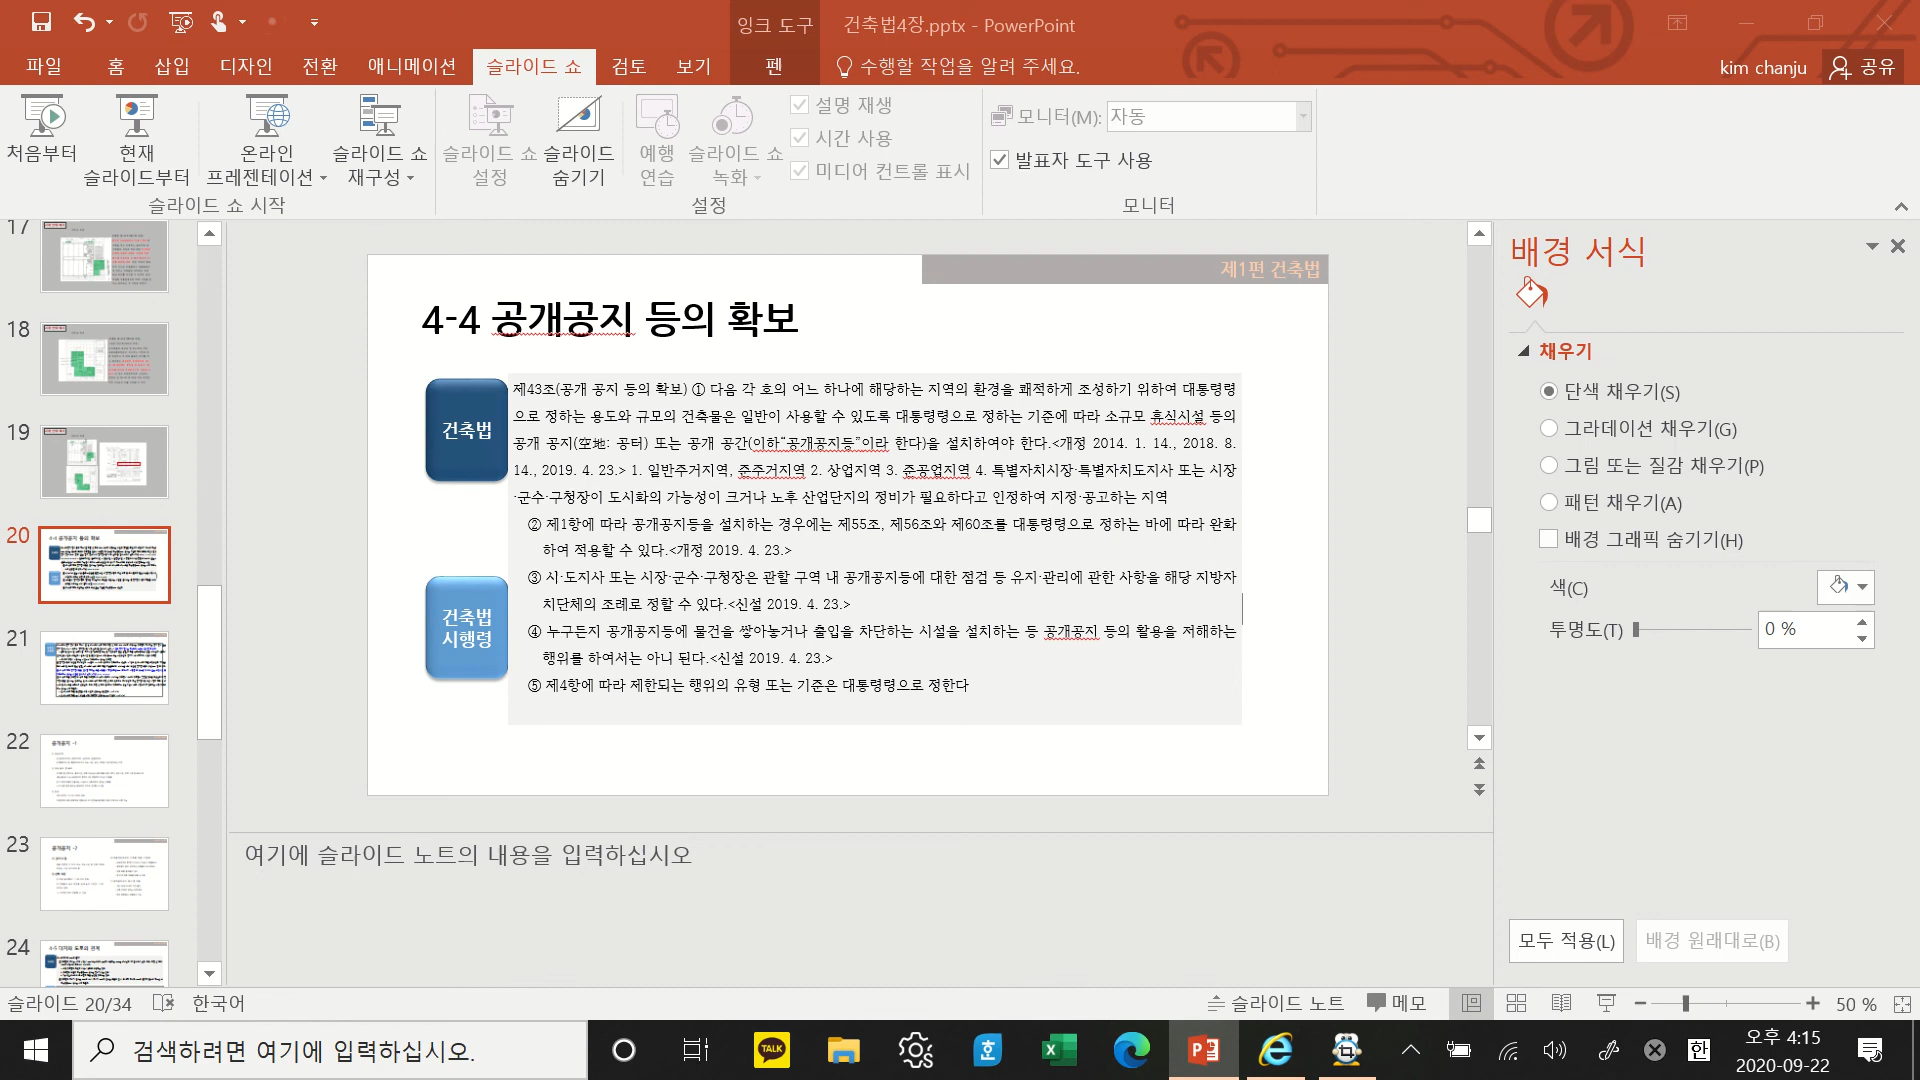 잉크 도구
건축법4장.pptx - PowerPoint
파일
홈
삽입
디자인
전환
애니메이션
슬라이드 쇼
검토
보기
펜
수행할 작업을 알려 주세요.
kim chanju
공유
처음부터
현재
슬라이드부터
온라인
프레젠테이션
슬라이드 쇼
재구성
슬라이드 쇼
설정
슬라이드
숨기기
예행
연습
슬라이드 쇼
녹화
설명 재생
시간 사용
미디어 컨트롤 표시
모니터(M):
자동
발표자 도구 사용
슬라이드 쇼 시작
설정
모니터
17
18
19
20
21
22
23
24
제1편 건축법
4-4 공개공지 등의 확보
건축법
제43조(공개 공지 등의 확보) ① 다음 각 호의 어느 하나에 해당하는 지역의 환경을 쾌적하게 조성하기 위하여 대통령령
으로 정하는 용도와 규모의 건축물은 일반이 사용할 수 있도록 대통령령으로 정하는 기준에 따라 소규모 휴식시설 등의
공개 공지(空地: 공터) 또는 공개 공간(이하“공개공지등”이라 한다)을 설치하여야 한다.<개정 2014. 1. 14., 2018. 8.
14., 2019. 4. 23.> 1. 일반주거지역, 준주거지역 2. 상업지역 3. 준공업지역 4. 특별자치시장·특별자치도지사 또는 시장
·군수·구청장이 도시화의 가능성이 크거나 노후 산업단지의 정비가 필요하다고 인정하여 지정·공고하는 지역
② 제1항에 따라 공개공지등을 설치하는 경우에는 제55조, 제56조와 제60조를 대통령령으로 정하는 바에 따라 완화
하여 적용할 수 있다.<개정 2019. 4. 23.>
건축법
시행령
③ 시·도지사 또는 시장·군수·구청장은 관할 구역 내 공개공지등에 대한 점검 등 유지·관리에 관한 사항을 해당 지방자
치단체의 조례로 정할 수 있다.<신설 2019. 4. 23.>
④ 누구든지 공개공지등에 물건을 쌓아놓거나 출입을 차단하는 시설을 설치하는 등 공개공지 등의 활용을 저해하는
행위를 하여서는 아니 된다.<신설 2019. 4. 23.>
⑤ 제4항에 따라 제한되는 행위의 유형 또는 기준은 대통령령으로 정한다
여기에 슬라이드 노트의 내용을 입력하십시오
배경 서식
채우기
단색 채우기(S)
그라데이션 채우기(G)
그림 또는 질감 채우기(P)
패턴 채우기(A)
배경 그래픽 숨기기(H)
색(C)
투명도(T)
0 %
모두 적용(L)
배경 원래대로(B)
슬라이드 20/34
한국어
슬라이드 노트
메모
50 %
검색하려면 여기에 입력하십시오.
TALK
한
오후 4:15
2020-09-22